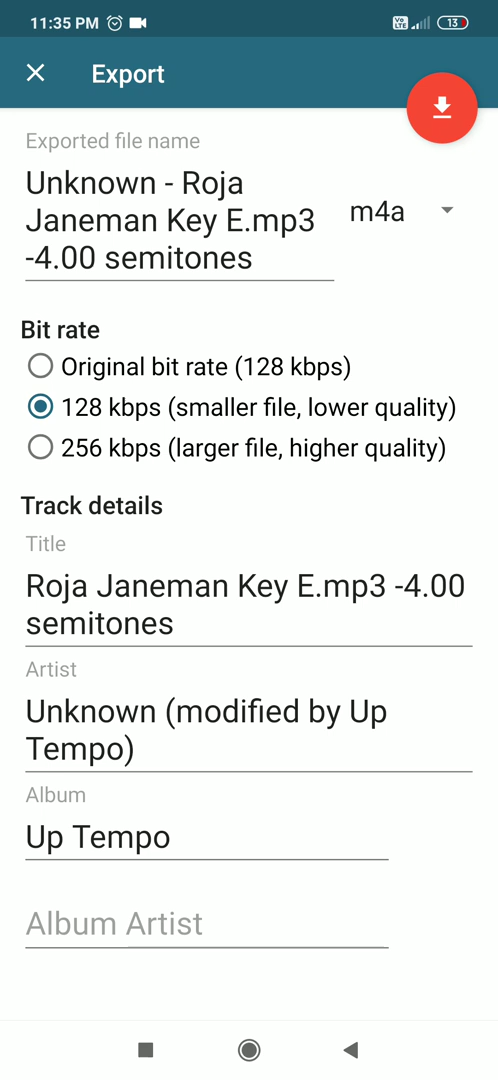 11:35 PM Vo LTE 13
Export
Exported file name
Unknown - Roja
Janeman Key E.mp3
-4.00 semitones
m4a
Bit rate
Original bit rate (128 kbps)
128 kbps (smaller file, lower quality)
256 kbps (larger file, higher quality)
Track details
Title
Roja Janeman Key E.mp3 -4.00
semitones
Artist
Unknown (modified by Up
Tempo)
Album
Up Tempo
Album Artist